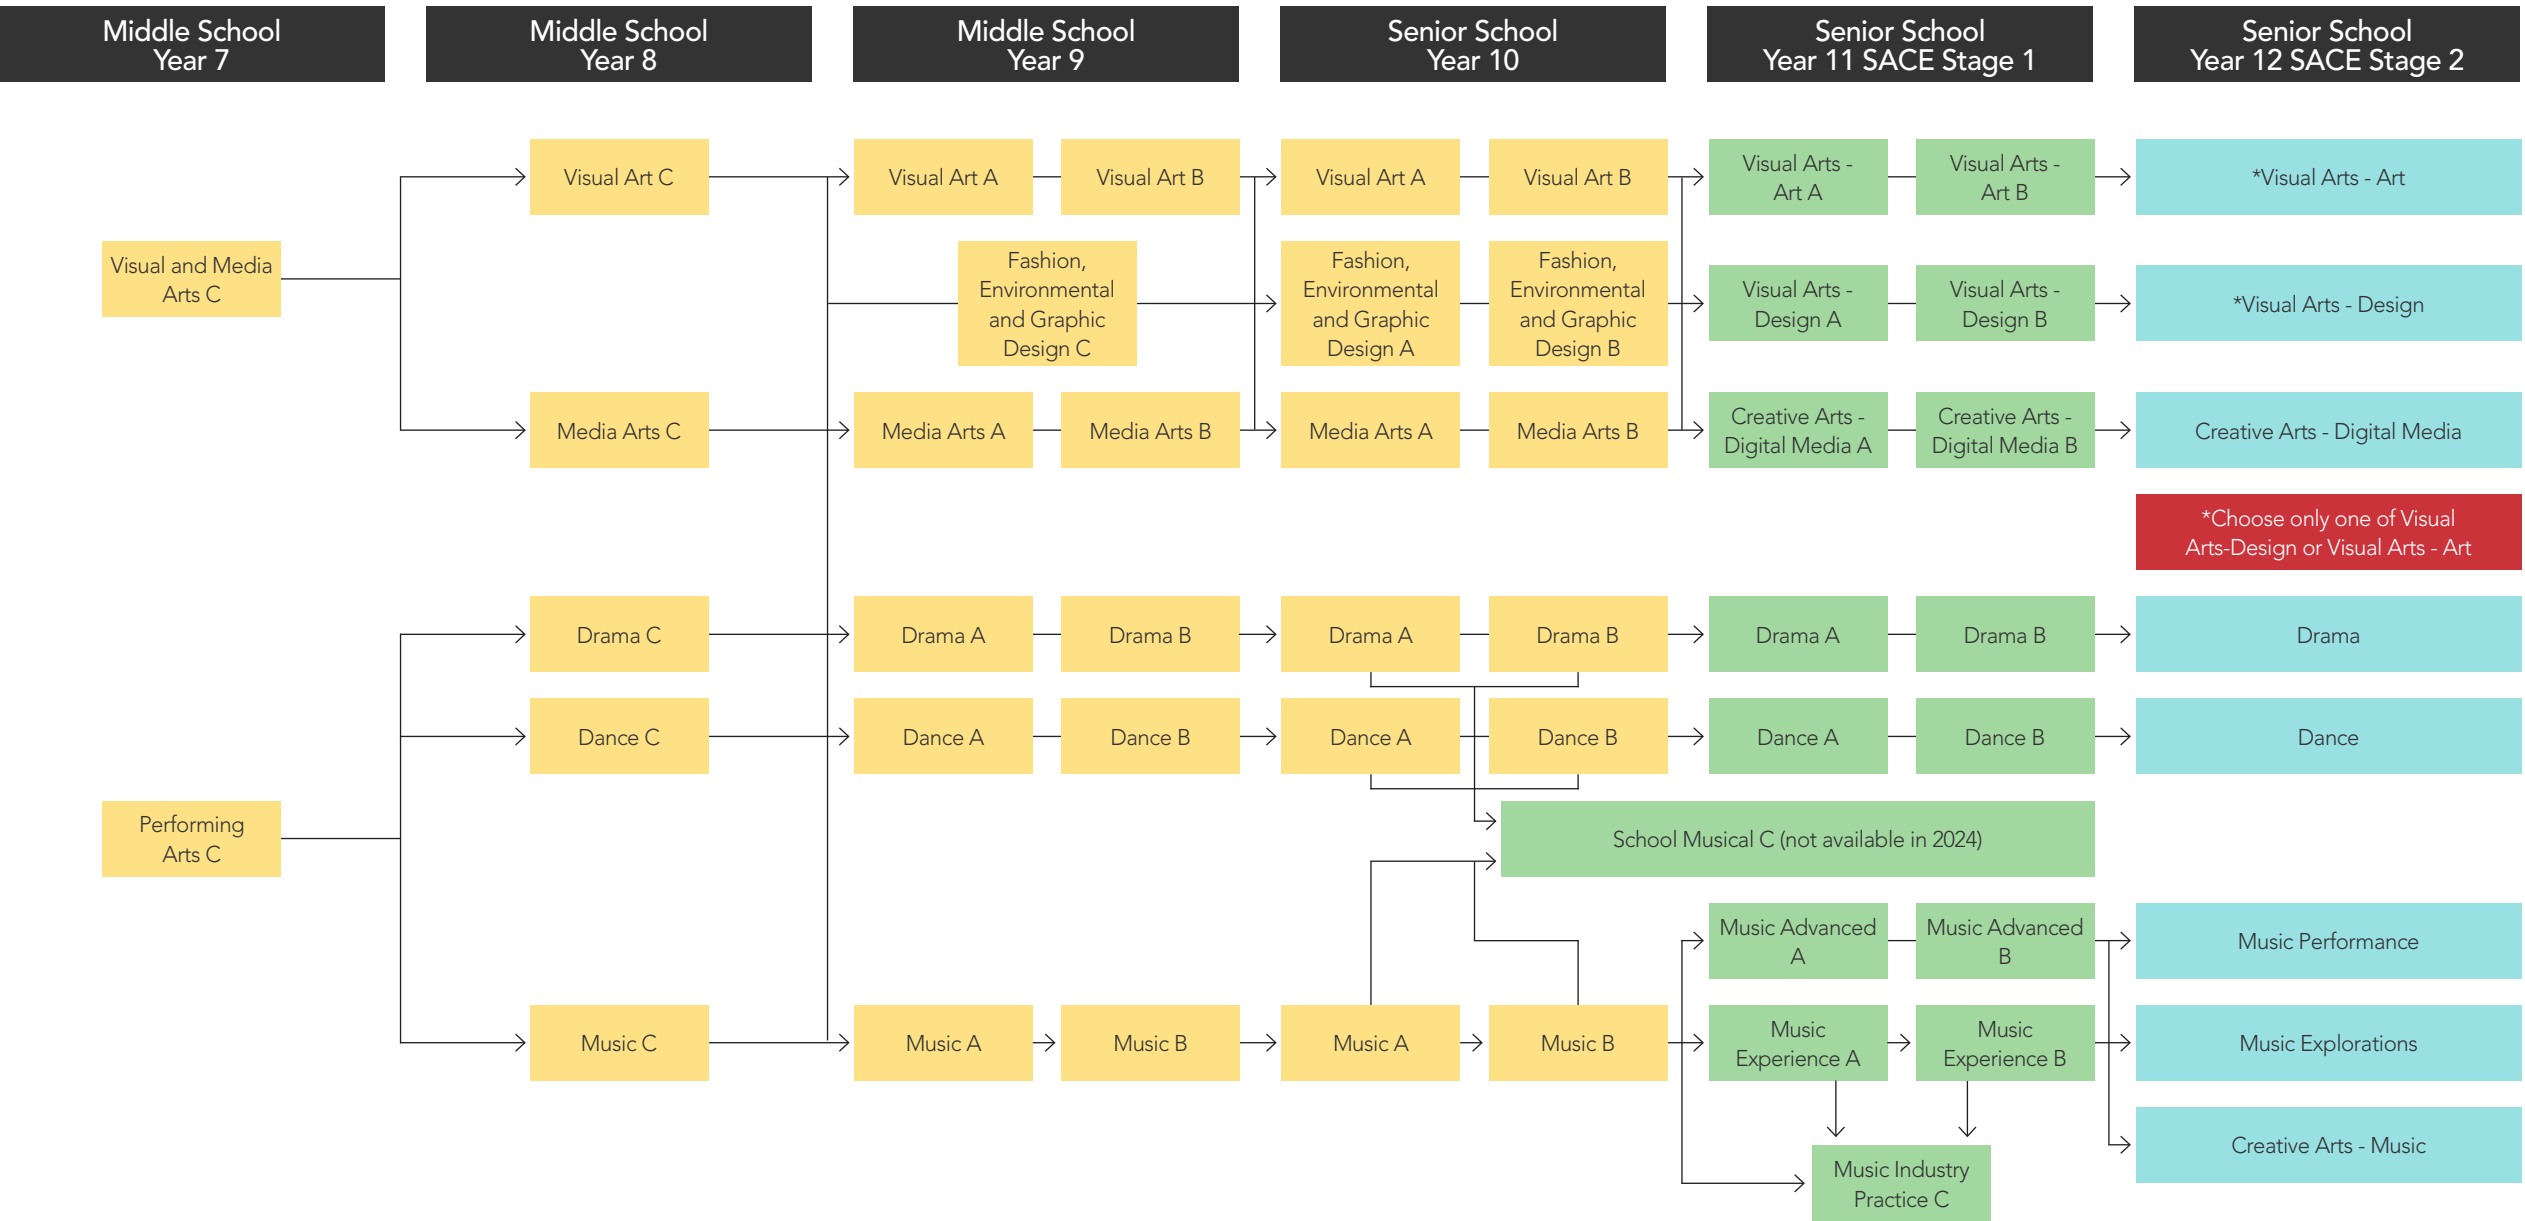 Middle School
Year 7
Middle School
Year 8
Middle School
Year 9
Senior School
Year 10
Senior School
Year 11 SACE Stage 1
Senior School
Year 12 SACE Stage 2
Visual Art C
Visual Art A
Visual Art B
Visual Art A
Visual Art B
Visual Arts -
Art A
Visual Arts -
Art B
*Visual Arts - Art
Visual and Media
Arts C
Fashion,
Environmental
and Graphic
Design C
Fashion,
Environmental
and Graphic
Design A
Fashion,
Environmental
and Graphic
Design B
Visual Arts -
Design A
Visual Arts -
Design B
*Visual Arts - Design
Media Arts C
Media Arts A
Media Arts B
Media Arts A
Media Arts B
Creative Arts -
Digital Media A
Creative Arts -
Digital Media B
Creative Arts - Digital Media
*Choose only one of Visual
Arts-Design or Visual Arts - Art
Drama C
Drama A
Drama B
Drama A
Drama B
Drama A
Drama B
Drama
Dance C
Dance A
Dance B
Dance A
Dance B
Dance A
Dance B
Dance
Performing
Arts C
School Musical C (not available in 2024)
Music Advanced
A
Music Advanced
B
Music Performance
Music C
Music A
Music B
Music A
Music B
Music
Experience A
Music
Experience B
Music Explorations
Creative Arts - Music
Music Industry
Practice C